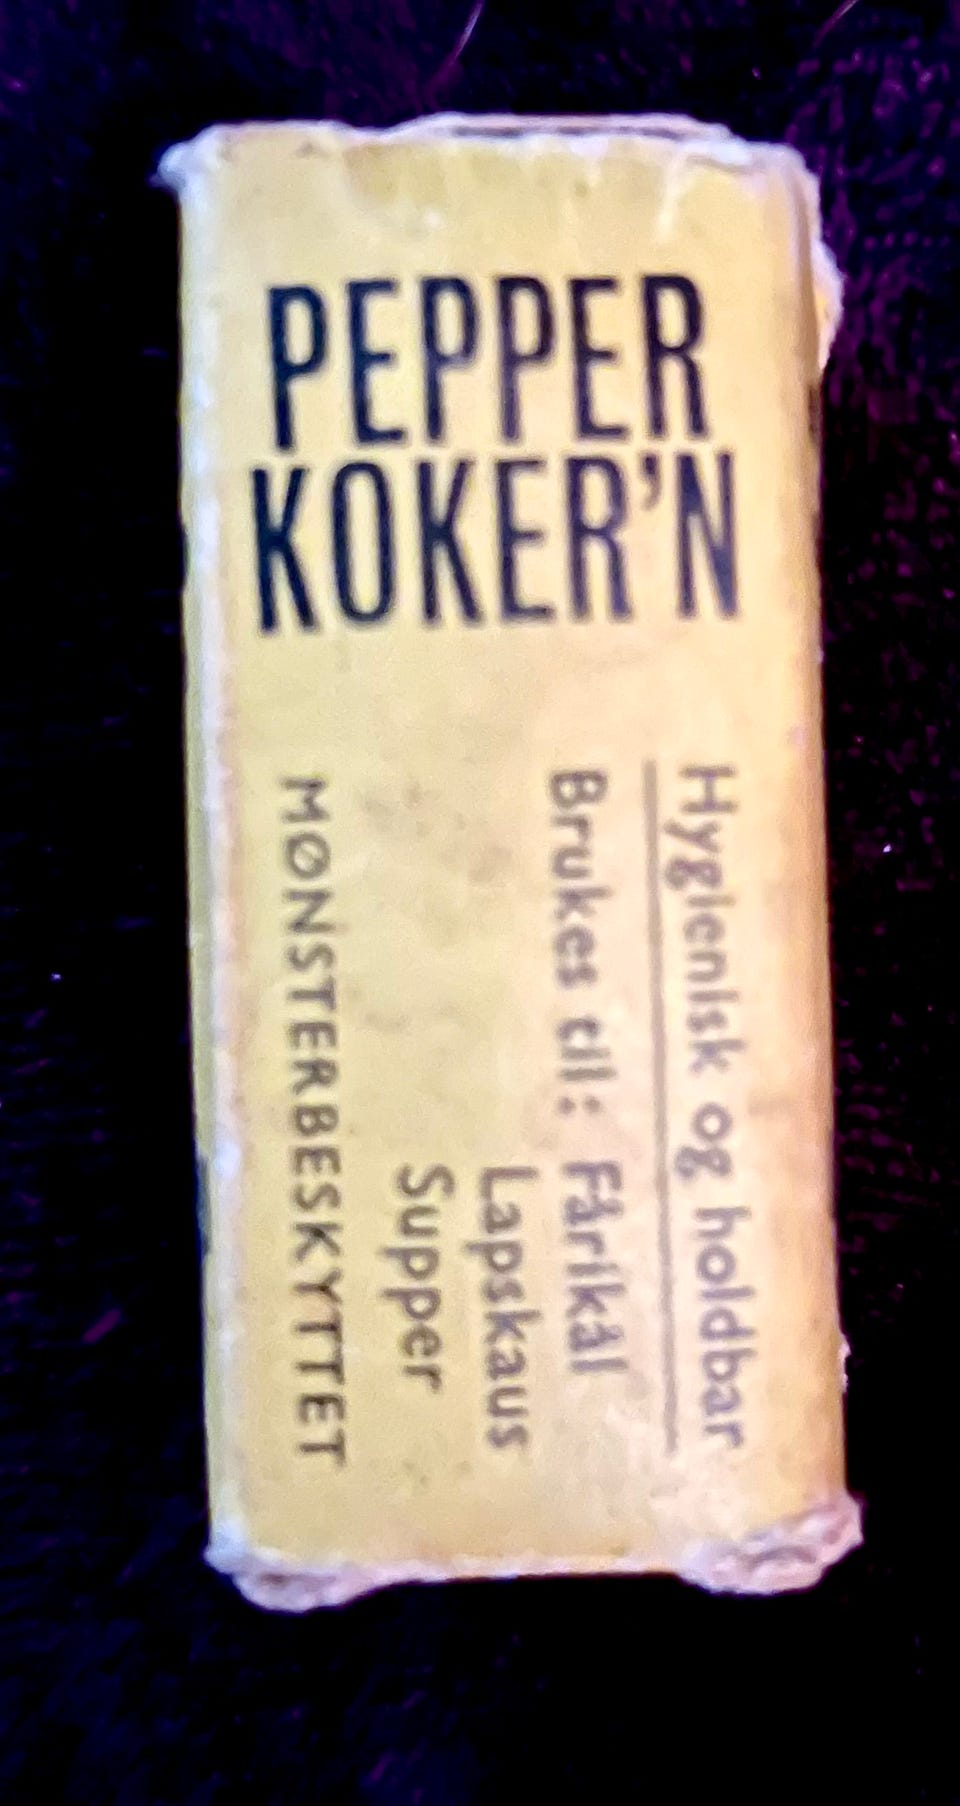 PEPPER
KOKER'N
Hygienisk og holdbar
Brukes til: Fårikål
Lapskaus
Supper
MØNSTERBESKYTTET